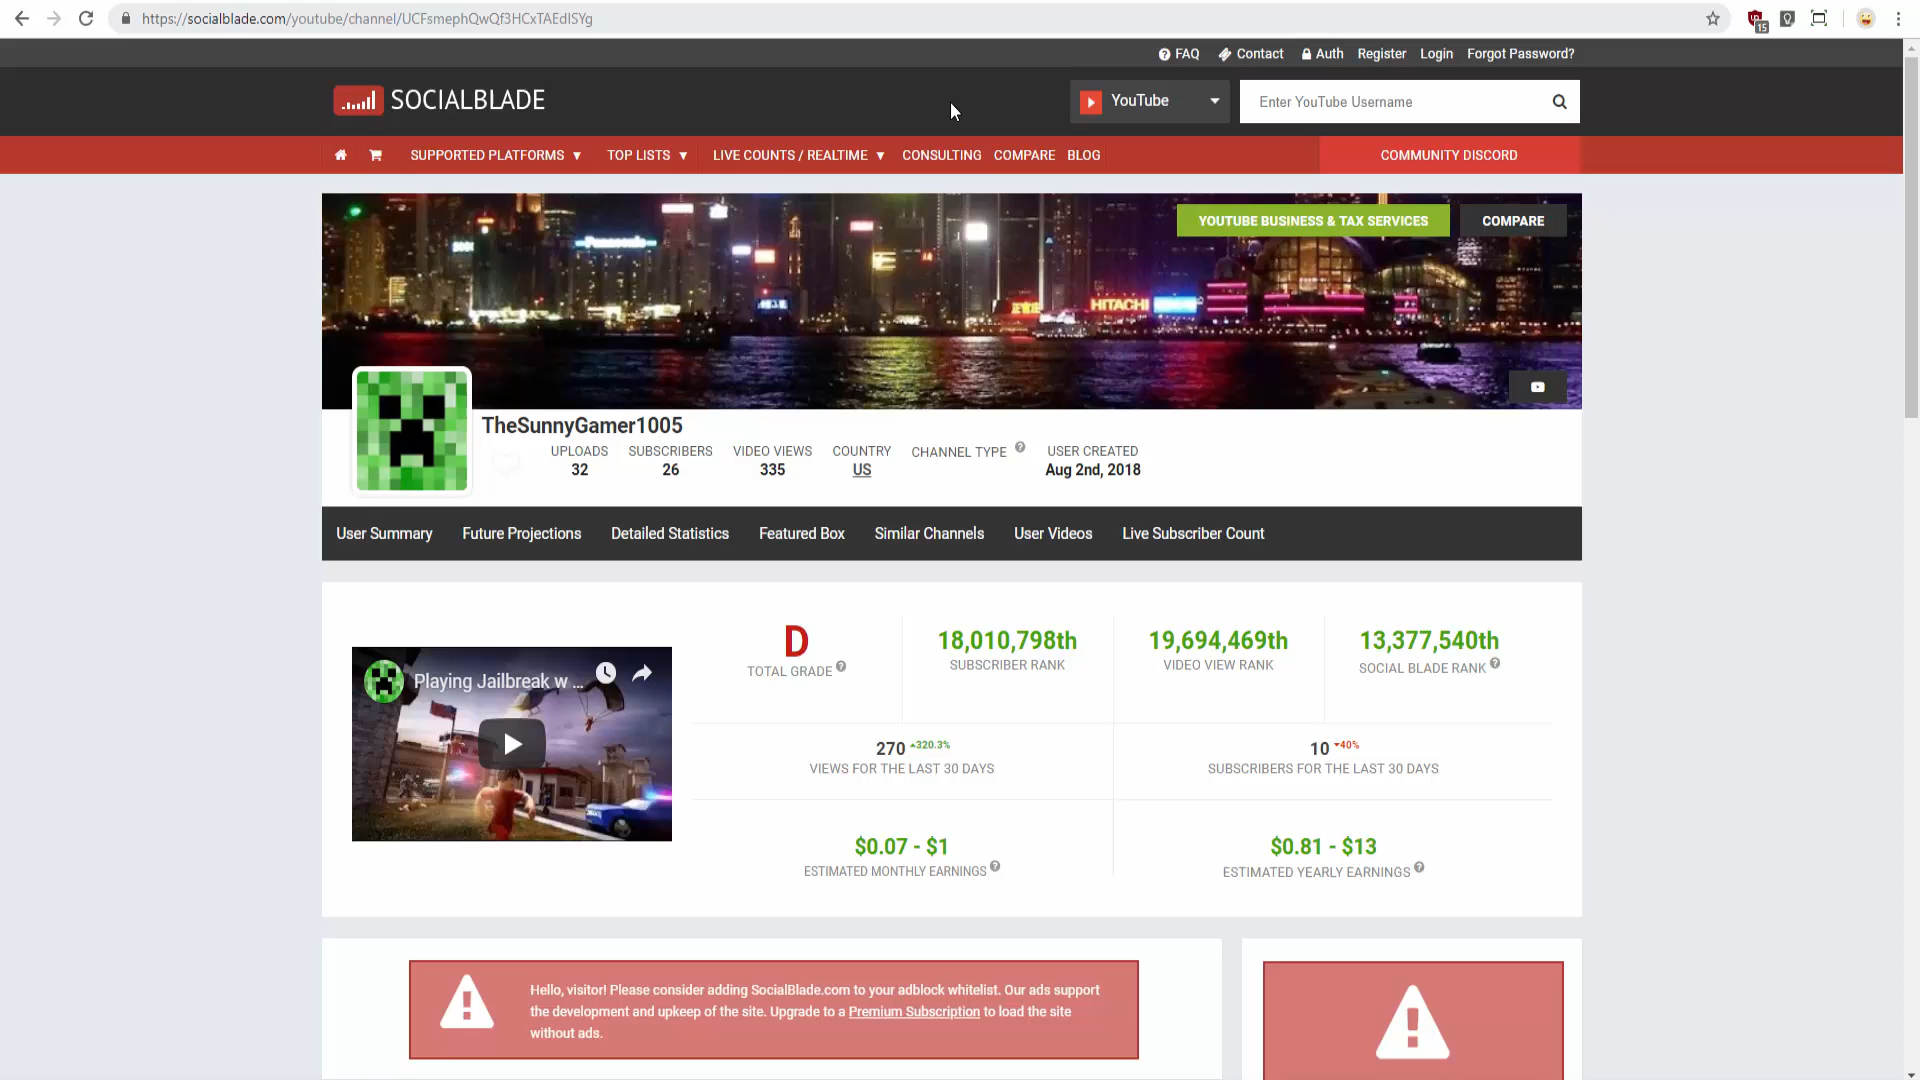 https://socialblade.com/youtube/channel/UCFsmephQwQf3HCxTAEdISYg
15
FAQ Contact Auth Register Login Forgot Password?
SOCIALBLADE
YouTube
Enter YouTube Username
SUPPORTED PLATFORMS ▼ TOP LISTS ▼ LIVE COUNTS / REALTIME ▼ CONSULTING COMPARE BLOG
COMMUNITY DISCORD
YOUTUBE BUSINESS & TAX SERVICES
COMPARE
Panasonic
HITACHI
TheSunnyGamer1005
UPLOADS SUBSCRIBERS VIDEO VIEWS COUNTRY CHANNEL TYPE USER CREATED
32 26 335 US Aug 2nd, 2018
User Summary Future Projections Detailed Statistics Featured Box Similar Channels User Videos Live Subscriber Count
Playing Jailbreak w ...
D 18,010,798th 19,694,469th 13,377,540th
TOTAL GRADE SUBSCRIBER RANK VIDEO VIEW RANK SOCIAL BLADE RANK
270 320.3% 10 40%
VIEWS FOR THE LAST 30 DAYS SUBSCRIBERS FOR THE LAST 30 DAYS
$0.07 - $1 $0.81 - $13
ESTIMATED MONTHLY EARNINGS ESTIMATED YEARLY EARNINGS
Hello, visitor! Please consider adding SocialBlade.com to your adblock whitelist. Our ads support
the development and upkeep of the site. Upgrade to a Premium Subscription to load the site
without ads.